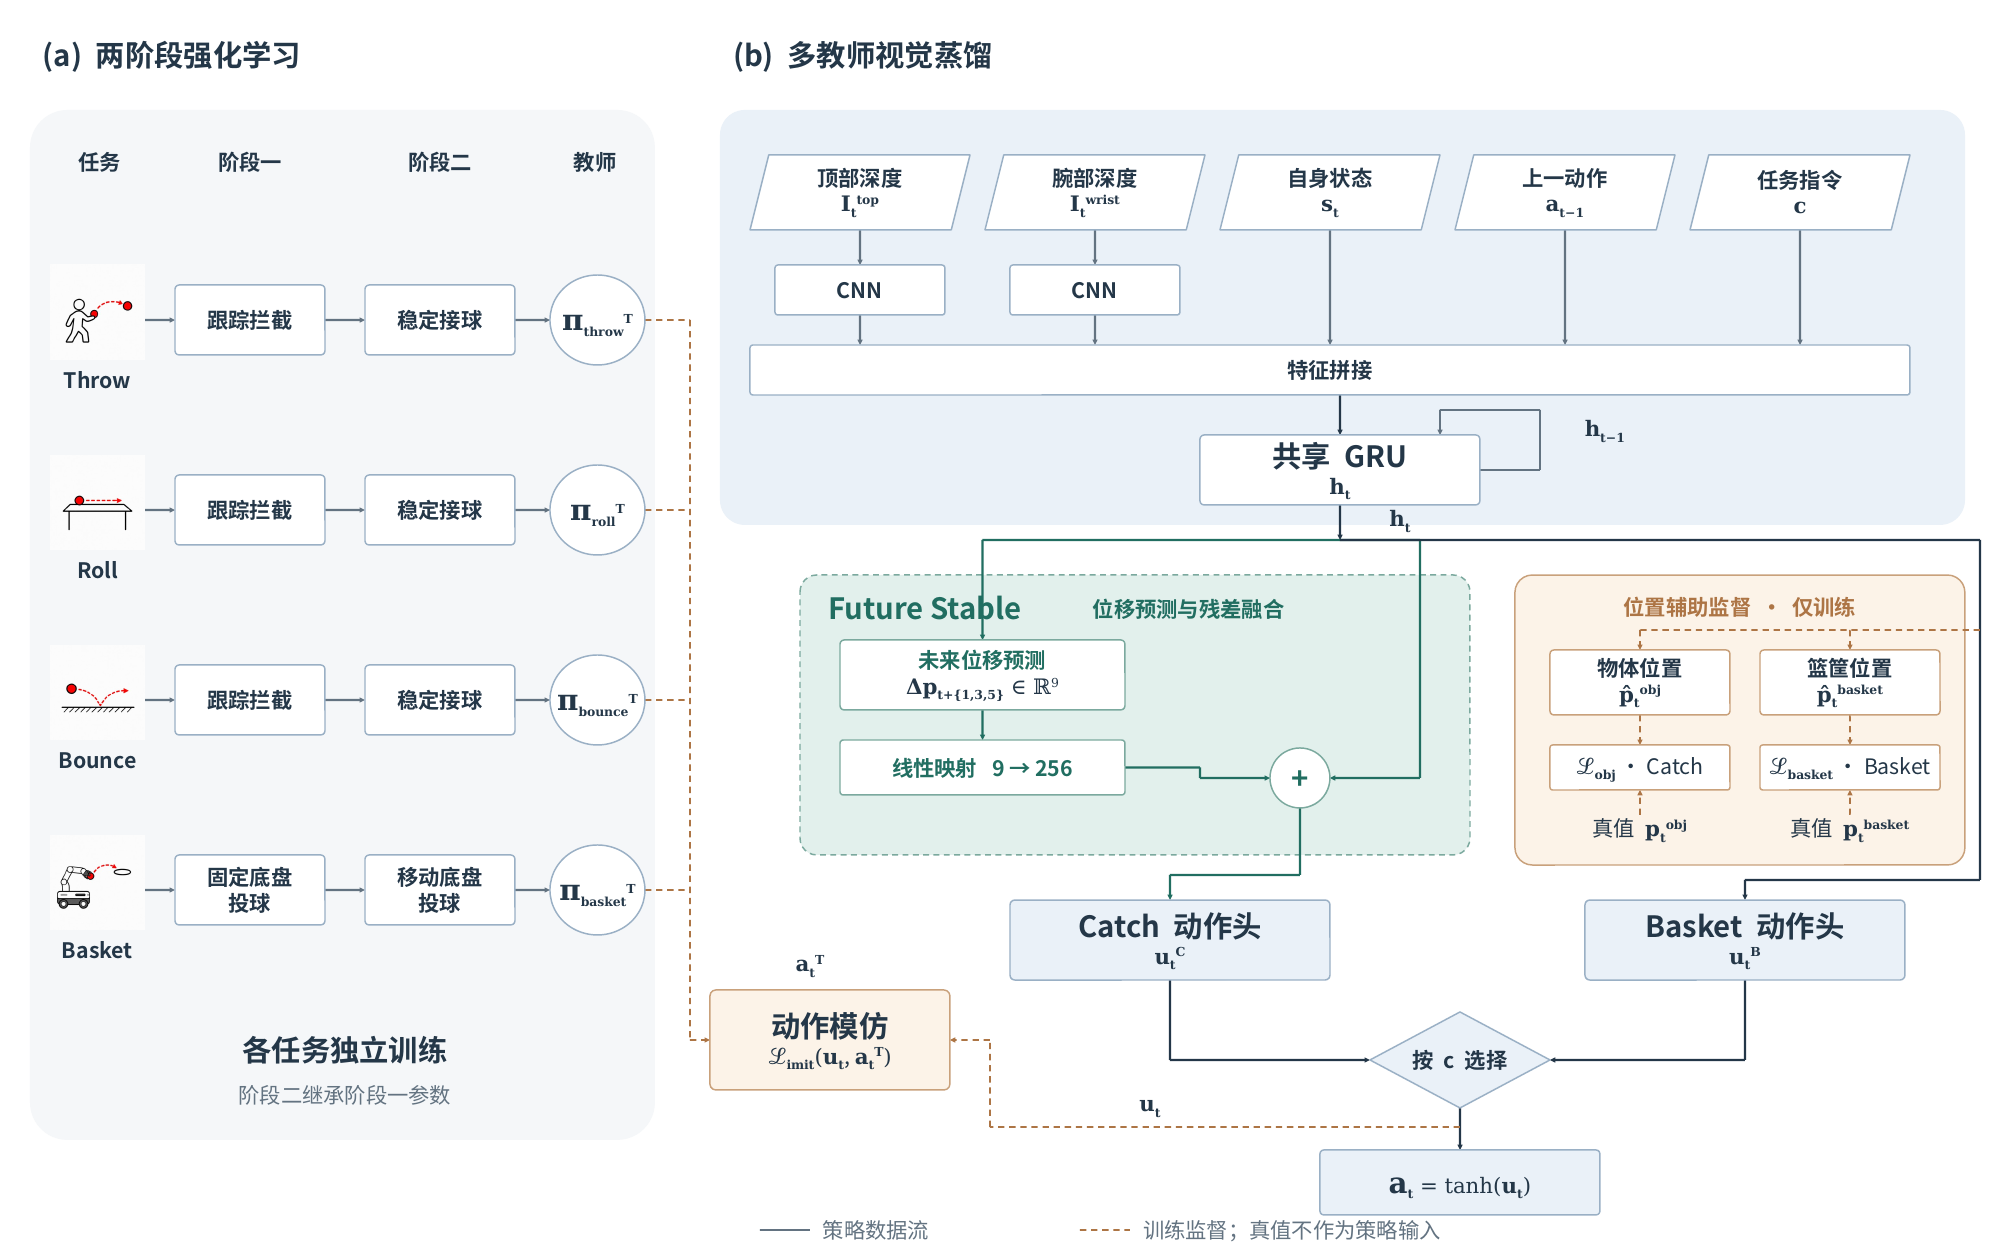 (a) 两阶段强化学习
(b) 多教师视觉蒸馏
任务 阶段一 阶段二 教师
Throw 跟踪拦截 稳定接球 π_throw^T
Roll 跟踪拦截 稳定接球 π_roll^T
Bounce 跟踪拦截 稳定接球 π_bounce^T
Basket 固定底盘 投球 移动底盘 投球 π_basket^T
各任务独立训练
阶段二继承阶段一参数
顶部深度 腕部深度 自身状态 上一动作 任务指令
I_t^top I_t^wrist s_t a_{t−1} c
CNN CNN
特征拼接
h_{t−1}
共享 GRU
h_t
h_t
Future Stable 位移预测与残差融合
未来位移预测
Δp_{t+{1,3,5}} ∈ ℝ⁹
线性映射 9 → 256
+
位置辅助监督 · 仅训练
物体位置 篮筐位置
p̂_t^obj p̂_t^basket
ℒ_obj · Catch ℒ_basket · Basket
真值 p_t^obj 真值 p_t^basket
Catch 动作头
u_t^C
Basket 动作头
u_t^B
a_t^T
动作模仿
ℒ_imit(u_t, a_t^T)
按 c 选择
u_t
a_t = tanh(u_t)
策略数据流
训练监督；真值不作为策略输入